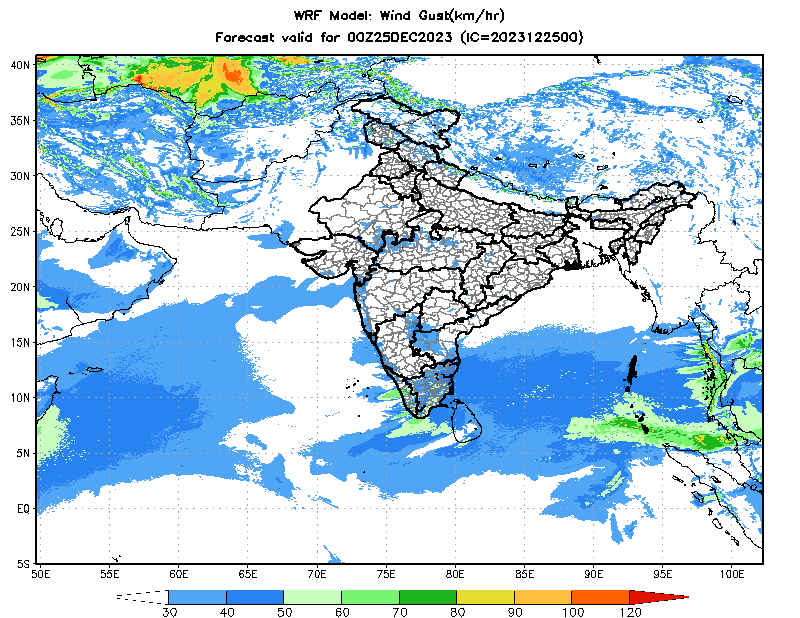 WRF Model: Wind Gust(km/hr)
Forecast valid for 00Z25DEC2023 (IC=2023122500)
40N
35N
30N
25N
20N
15N
10N
5N
EQ
5S
50E 55E 60E 65E 70E 75E 80E 85E 90E 95E 100E
30 40 50 60 70 80 90 100 120